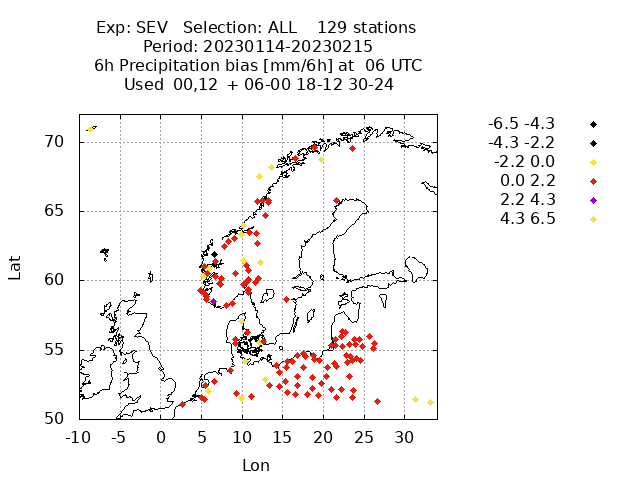 Exp: SEV   Selection: ALL    129 stations
Period: 20230114-20230215
6h Precipitation bias [mm/6h] at  06 UTC
Used  00,12  + 06-00 18-12 30-24
-6.5 -4.3
-4.3 -2.2
-2.2 0.0
0.0 2.2
2.2 4.3
4.3 6.5
70
65
60
55
50
Lat
-10 -5 0 5 10 15 20 25 30
Lon